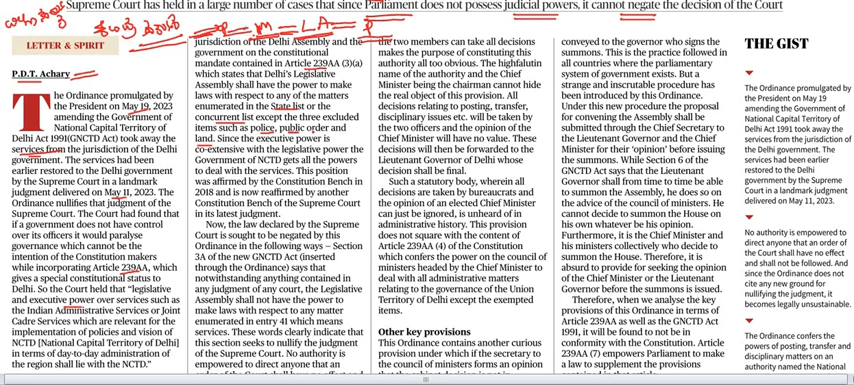 Supreme Court has held in a large number of cases that since Parliament does not possess judicial powers, it cannot negate the decision of the Court
P - M = LA = P
LETTER & SPIRIT
P.D.T. Achary
The Ordinance promulgated by
the President on May 19, 2023
amending the Government of
National Capital Territory of
Delhi Act 1991(GNCTD Act) took away the
services from the jurisdiction of the Delhi
government. The services had been
earlier restored to the Delhi government
by the Supreme Court in a landmark
judgment delivered on May 11, 2023. The
Ordinance nullifies that judgment of the
Supreme Court. The Court had found that
if a government does not have control
over its officers it would paralyse
governance which cannot be the
intention of the Constitution makers
while incorporating Article 239AA, which
gives a special constitutional status to
Delhi. So the Court held that “legislative
and executive power over services such as
the Indian Administrative Services or Joint
Cadre Services which are relevant for the
implementation of policies and vision of
NCTD [National Capital Territory of Delhi]
in terms of day-to-day administration of
the region shall lie with the NCTD.”
jurisdiction of the Delhi Assembly and the
government on the constitutional
mandate contained in Article 239AA (3)(a)
which states that Delhi's Legislative
Assembly shall have the power to make
laws with respect to any of the matters
enumerated in the State list or the
concurrent list except the three excluded
items such as police, public order and
land. Since the executive power is
co-extensive with the legislative power the
Government of NCTD gets all the powers
to deal with the services. This position
was affirmed by the Constitution Bench in
2018 and is now reaffirmed by another
Constitution Bench of the Supreme Court
in its latest judgment.
Now, the law declared by the Supreme
Court is sought to be negated by this
Ordinance in the following ways – Section
3A of the new GNCTD Act (inserted
through the Ordinance) says that
notwithstanding anything contained in
any judgment of any court, the Legislative
Assembly shall not have the power to
make laws with respect to any matter
enumerated in entry 41 which means
services. These words clearly indicate that
this section seeks to nullify the judgment
of the Supreme Court. No authority is
empowered to direct anyone that an
the two members can take all decisions
makes the purpose of constituting this
authority all too obvious. The highfalutin
name of the authority and the Chief
Minister being the chairman cannot hide
the real object of this provision. All
decisions relating to posting, transfer,
disciplinary issues etc. will be taken by
the two officers and the opinion of the
Chief Minister will have no value. These
decisions will then be forwarded to the
Lieutenant Governor of Delhi whose
decision shall be final.
Such a statutory body, wherein all
decisions are taken by bureaucrats and
the opinion of an elected Chief Minister
can just be ignored, is unheard of in
administrative history. This provision
does not square with the content of
Article 239AA (4) of the Constitution
which confers the power on the council of
ministers headed by the Chief Minister to
deal with all administrative matters
relating to the governance of the Union
Territory of Delhi except the exempted
items.
Other key provisions
This Ordinance contains another curious
provision under which if the secretary to
the council of ministers forms an opinion
conveyed to the governor who signs the
summons. This is the practice followed in
all countries where the parliamentary
system of government exists. But a
strange and inscrutable procedure has
been introduced by this Ordinance.
Under this new procedure the proposal
for convening the Assembly shall be
submitted through the Chief Secretary to
the Lieutenant Governor and the Chief
Minister for their ‘opinion’ before issuing
the summons. While Section 6 of the
GNCTD Act says that the Lieutenant
Governor shall from time to time be able
to summon the Assembly, he does so on
the advice of the council of ministers. He
cannot decide to summon the House on
his own whatever be his opinion.
Furthermore, it is the Chief Minister and
his ministers collectively who decide to
summon the House. Therefore, it is
absurd to provide for seeking the opinion
of the Chief Minister or the Lieutenant
Governor before the summons is issued.
Therefore, when we analyse the key
provisions of this Ordinance in terms of
Article 239AA as well as the GNCTD Act
1991, it will be found to not be in
conformity with the Constitution. Article
239AA (7) empowers Parliament to make
a law to supplement the provisions
THE GIST
The Ordinance promulgated by
the President on May 19
amending the Government of
National Capital Territory of
Delhi Act 1991 took away the
services from the jurisdiction of
the Delhi government. The
services had been earlier
restored to the Delhi
government by the Supreme
Court in a landmark judgment
delivered on May 11, 2023.
No authority is empowered to
direct anyone that an order of
the Court shall have no effect
and shall not be followed. And
since the Ordinance does not
cite any new ground for
nullifying the judgment, it
becomes legally unsustainable.
The Ordinance confers the
powers of posting, transfer and
disciplinary matters on an
authority named the National